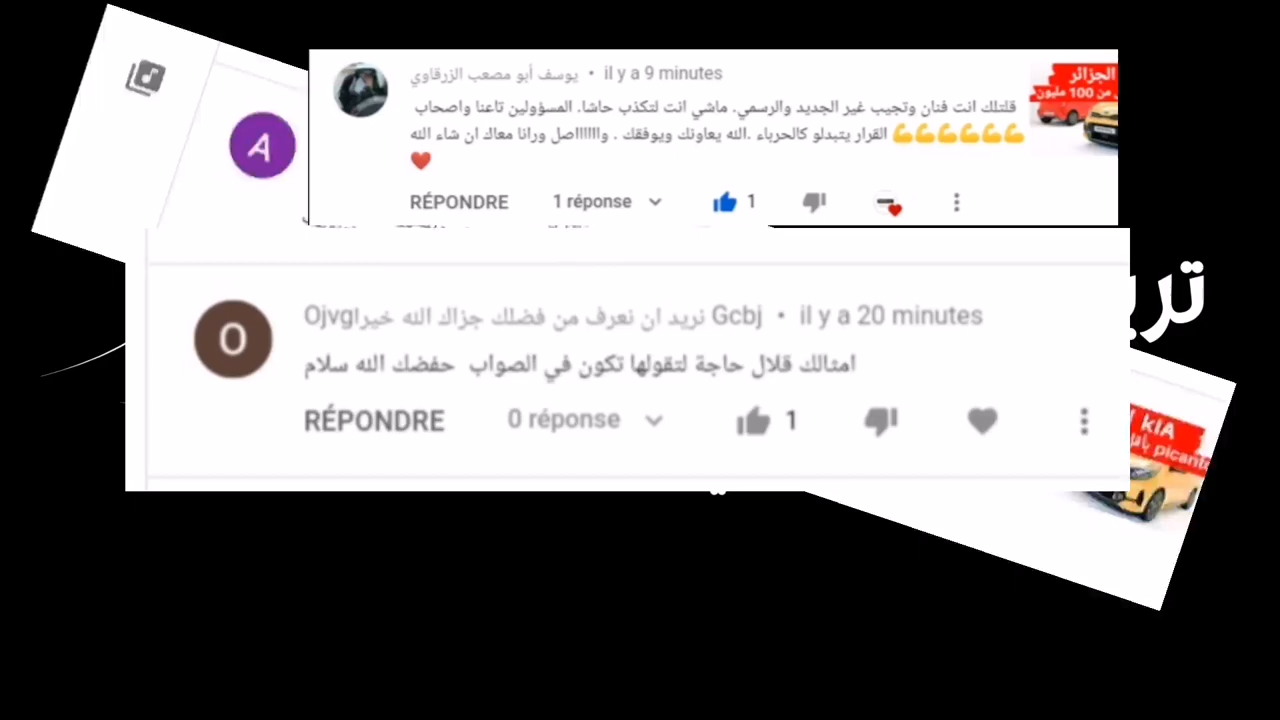 يوسف أبو مصعب الزرقاوي • il y a 9 minutes
قلتلك انت فنان وتجيب غير الجديد والرسمي. ماشي انت لتكذب حاشا. المسؤولين تاعنا واصحاب
القرار يتبدلو كالحرباء .الله يعاونك ويوفقك . واااااااصل ورانا معاك ان شاء الله 💪💪💪💪💪💪
❤️
RÉPONDRE 1 réponse 1
الجزائر
من 100 مليون
A
O
Ojvgنريد ان نعرف من فضلك جزاك الله خيرا Gcbj • il y a 20 minutes
امثالك قلال حاجة لتقولها تكون في الصواب حفضك الله سلام
RÉPONDRE 0 réponse 1
KIA
picanto